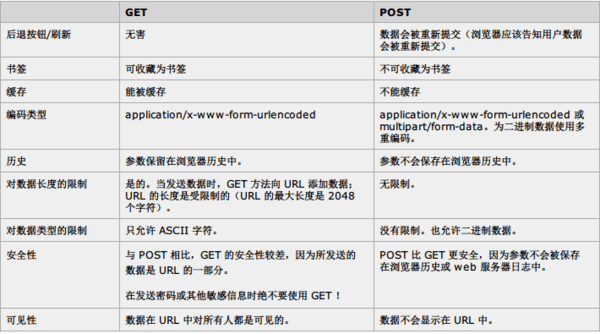 GET POST
后退按钮/刷新 无害 数据会被重新提交（浏览器应该告知用户数据
会被重新提交）。
书签 可收藏为书签 不可收藏为书签
缓存 能被缓存 不能缓存
编码类型 application/x-www-form-urlencoded application/x-www-form-urlencoded 或
multipart/form-data。为二进制数据使用多
重编码。
历史 参数保留在浏览器历史中。 参数不会保存在浏览器历史中。
对数据长度的限制 是的。当发送数据时，GET 方法向 URL 添加数据； 无限制。
URL 的长度是受限制的（URL 的最大长度是 2048
个字符）。
对数据类型的限制 只允许 ASCII 字符。 没有限制。也允许二进制数据。
安全性 与 POST 相比，GET 的安全性较差，因为所发送的 POST 比 GET 更安全，因为参数不会被保存
数据是 URL 的一部分。 在浏览器历史或 web 服务器日志中。
在发送密码或其他敏感信息时绝不要使用 GET ！
可见性 数据在 URL 中对所有人都是可见的。 数据不会显示在 URL 中。